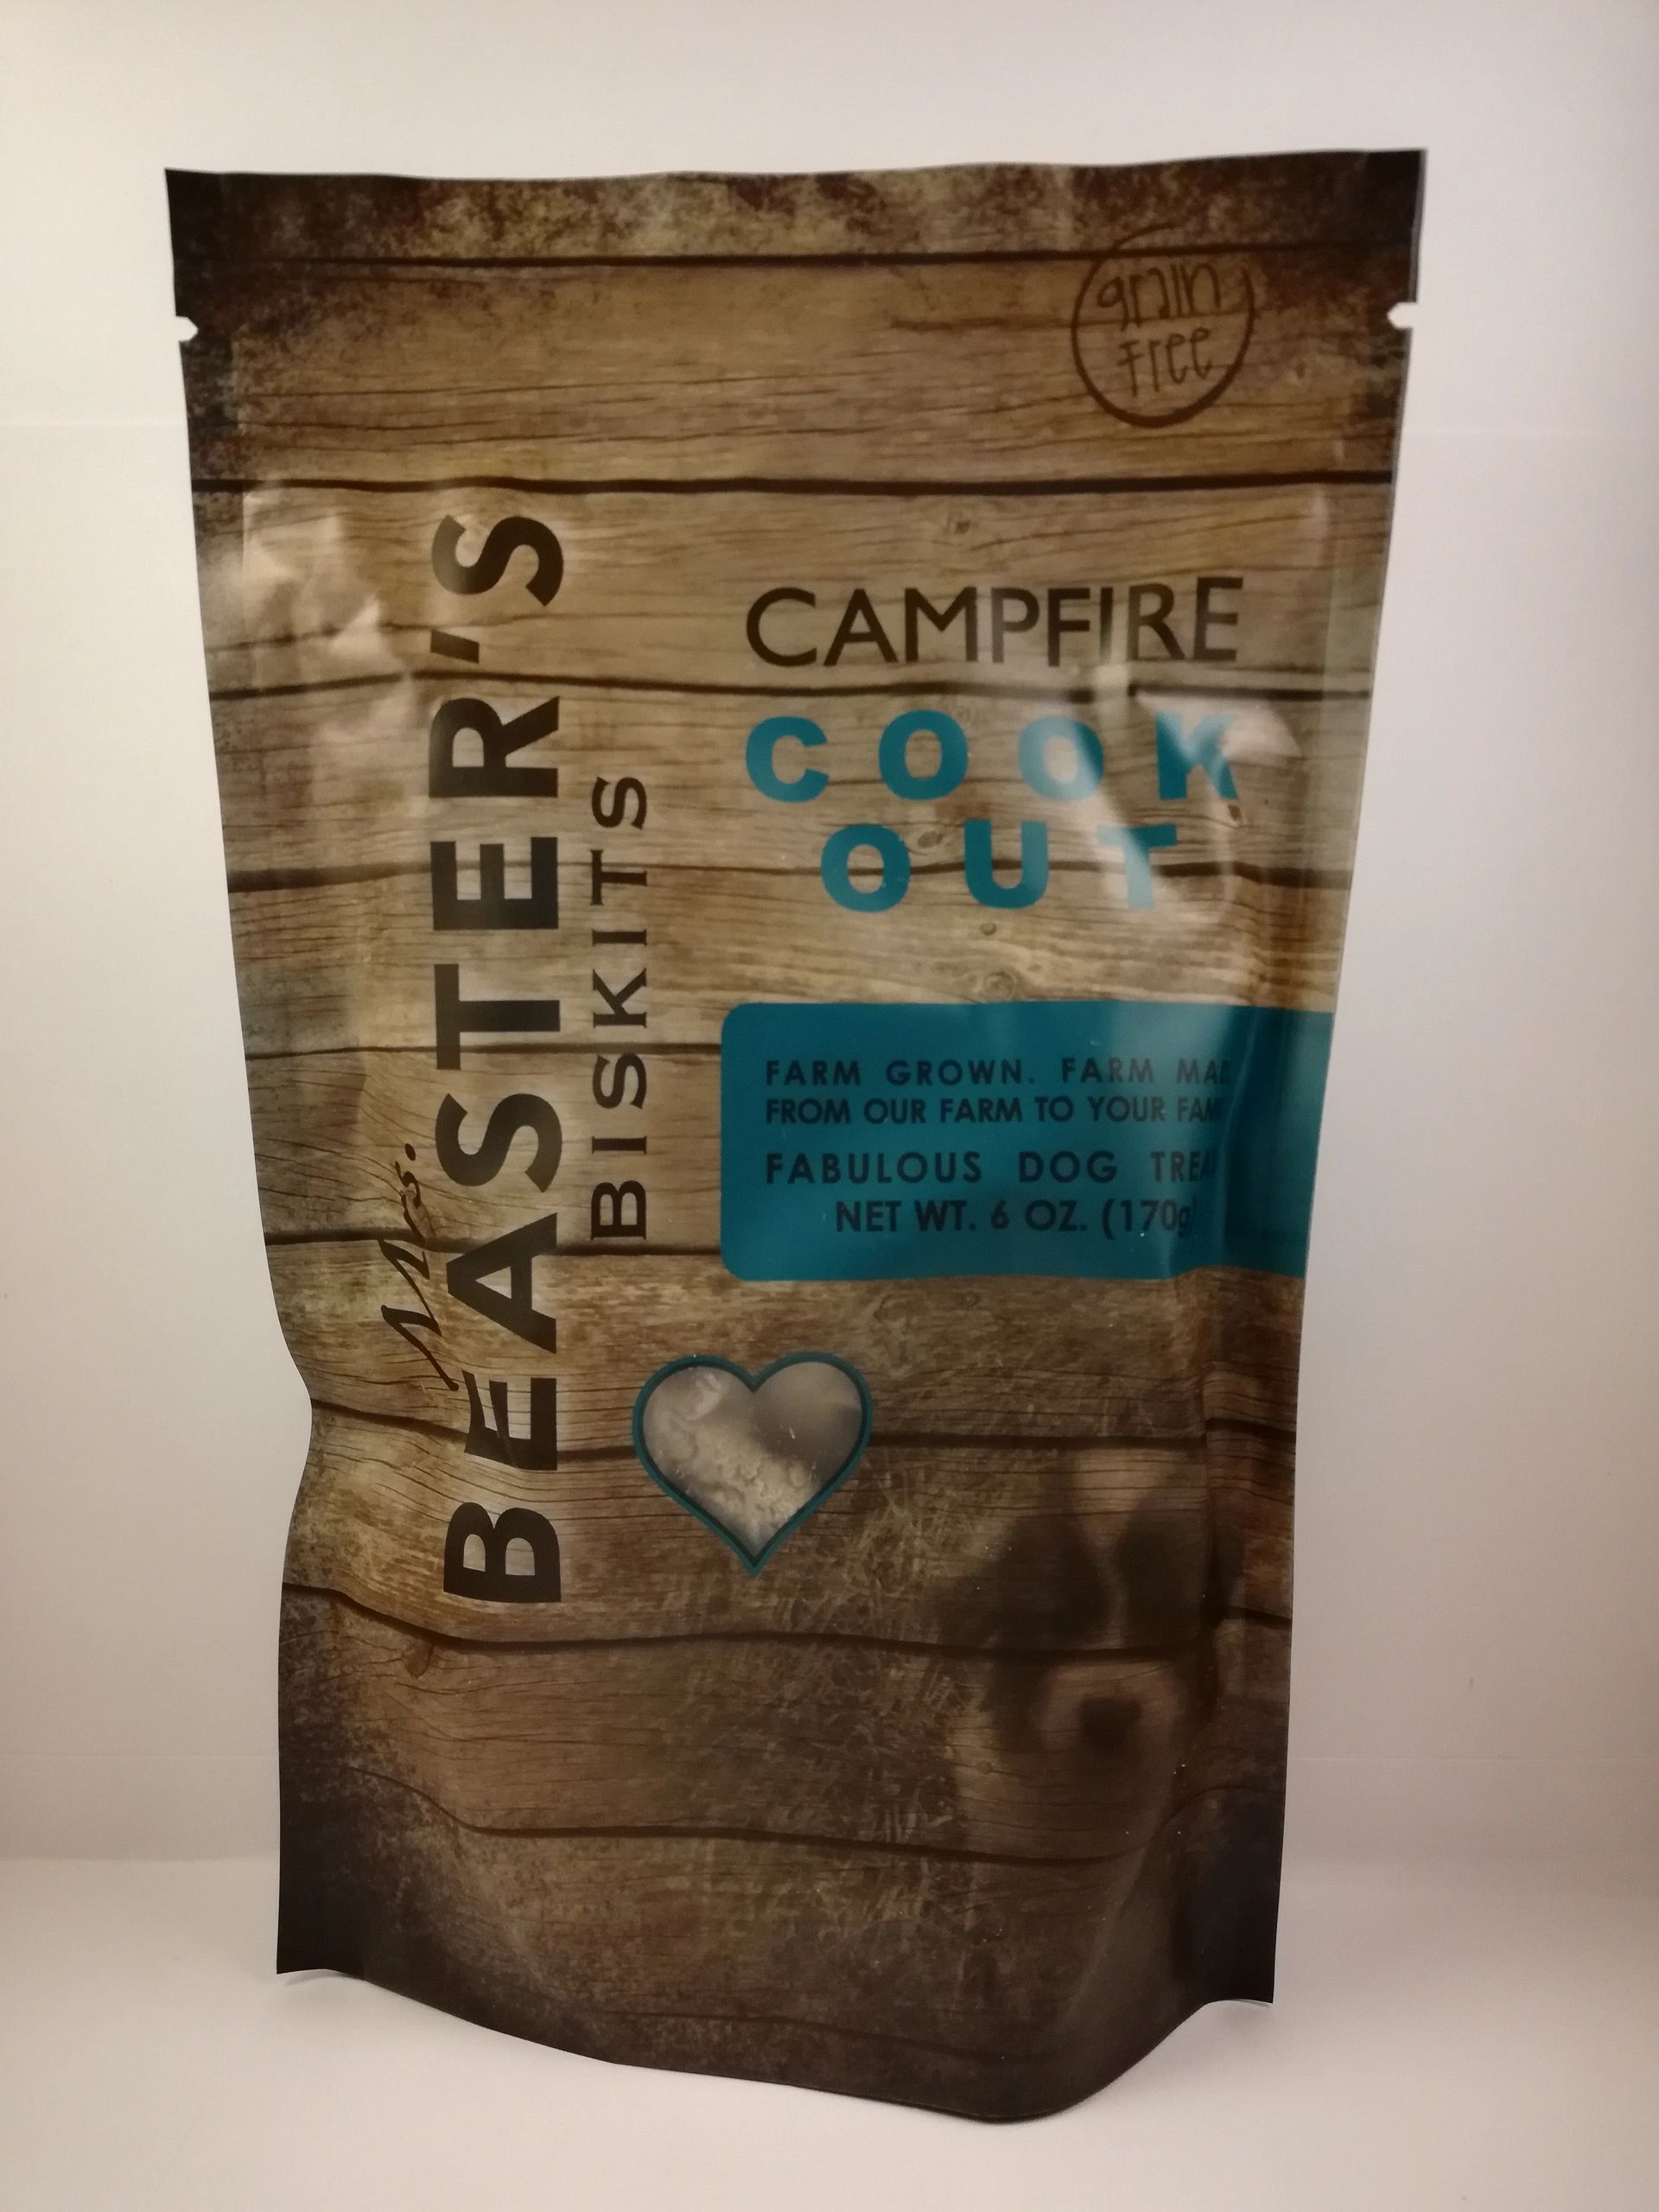 grain
free
Mrs.
BEASTER'S
BISKITS
CAMPFIRE
COOK
OUT
FARM GROWN. FARM
FROM OUR FARM TO YOUR
FABULOUS DOG
NET WT. 6 OZ. (170g)